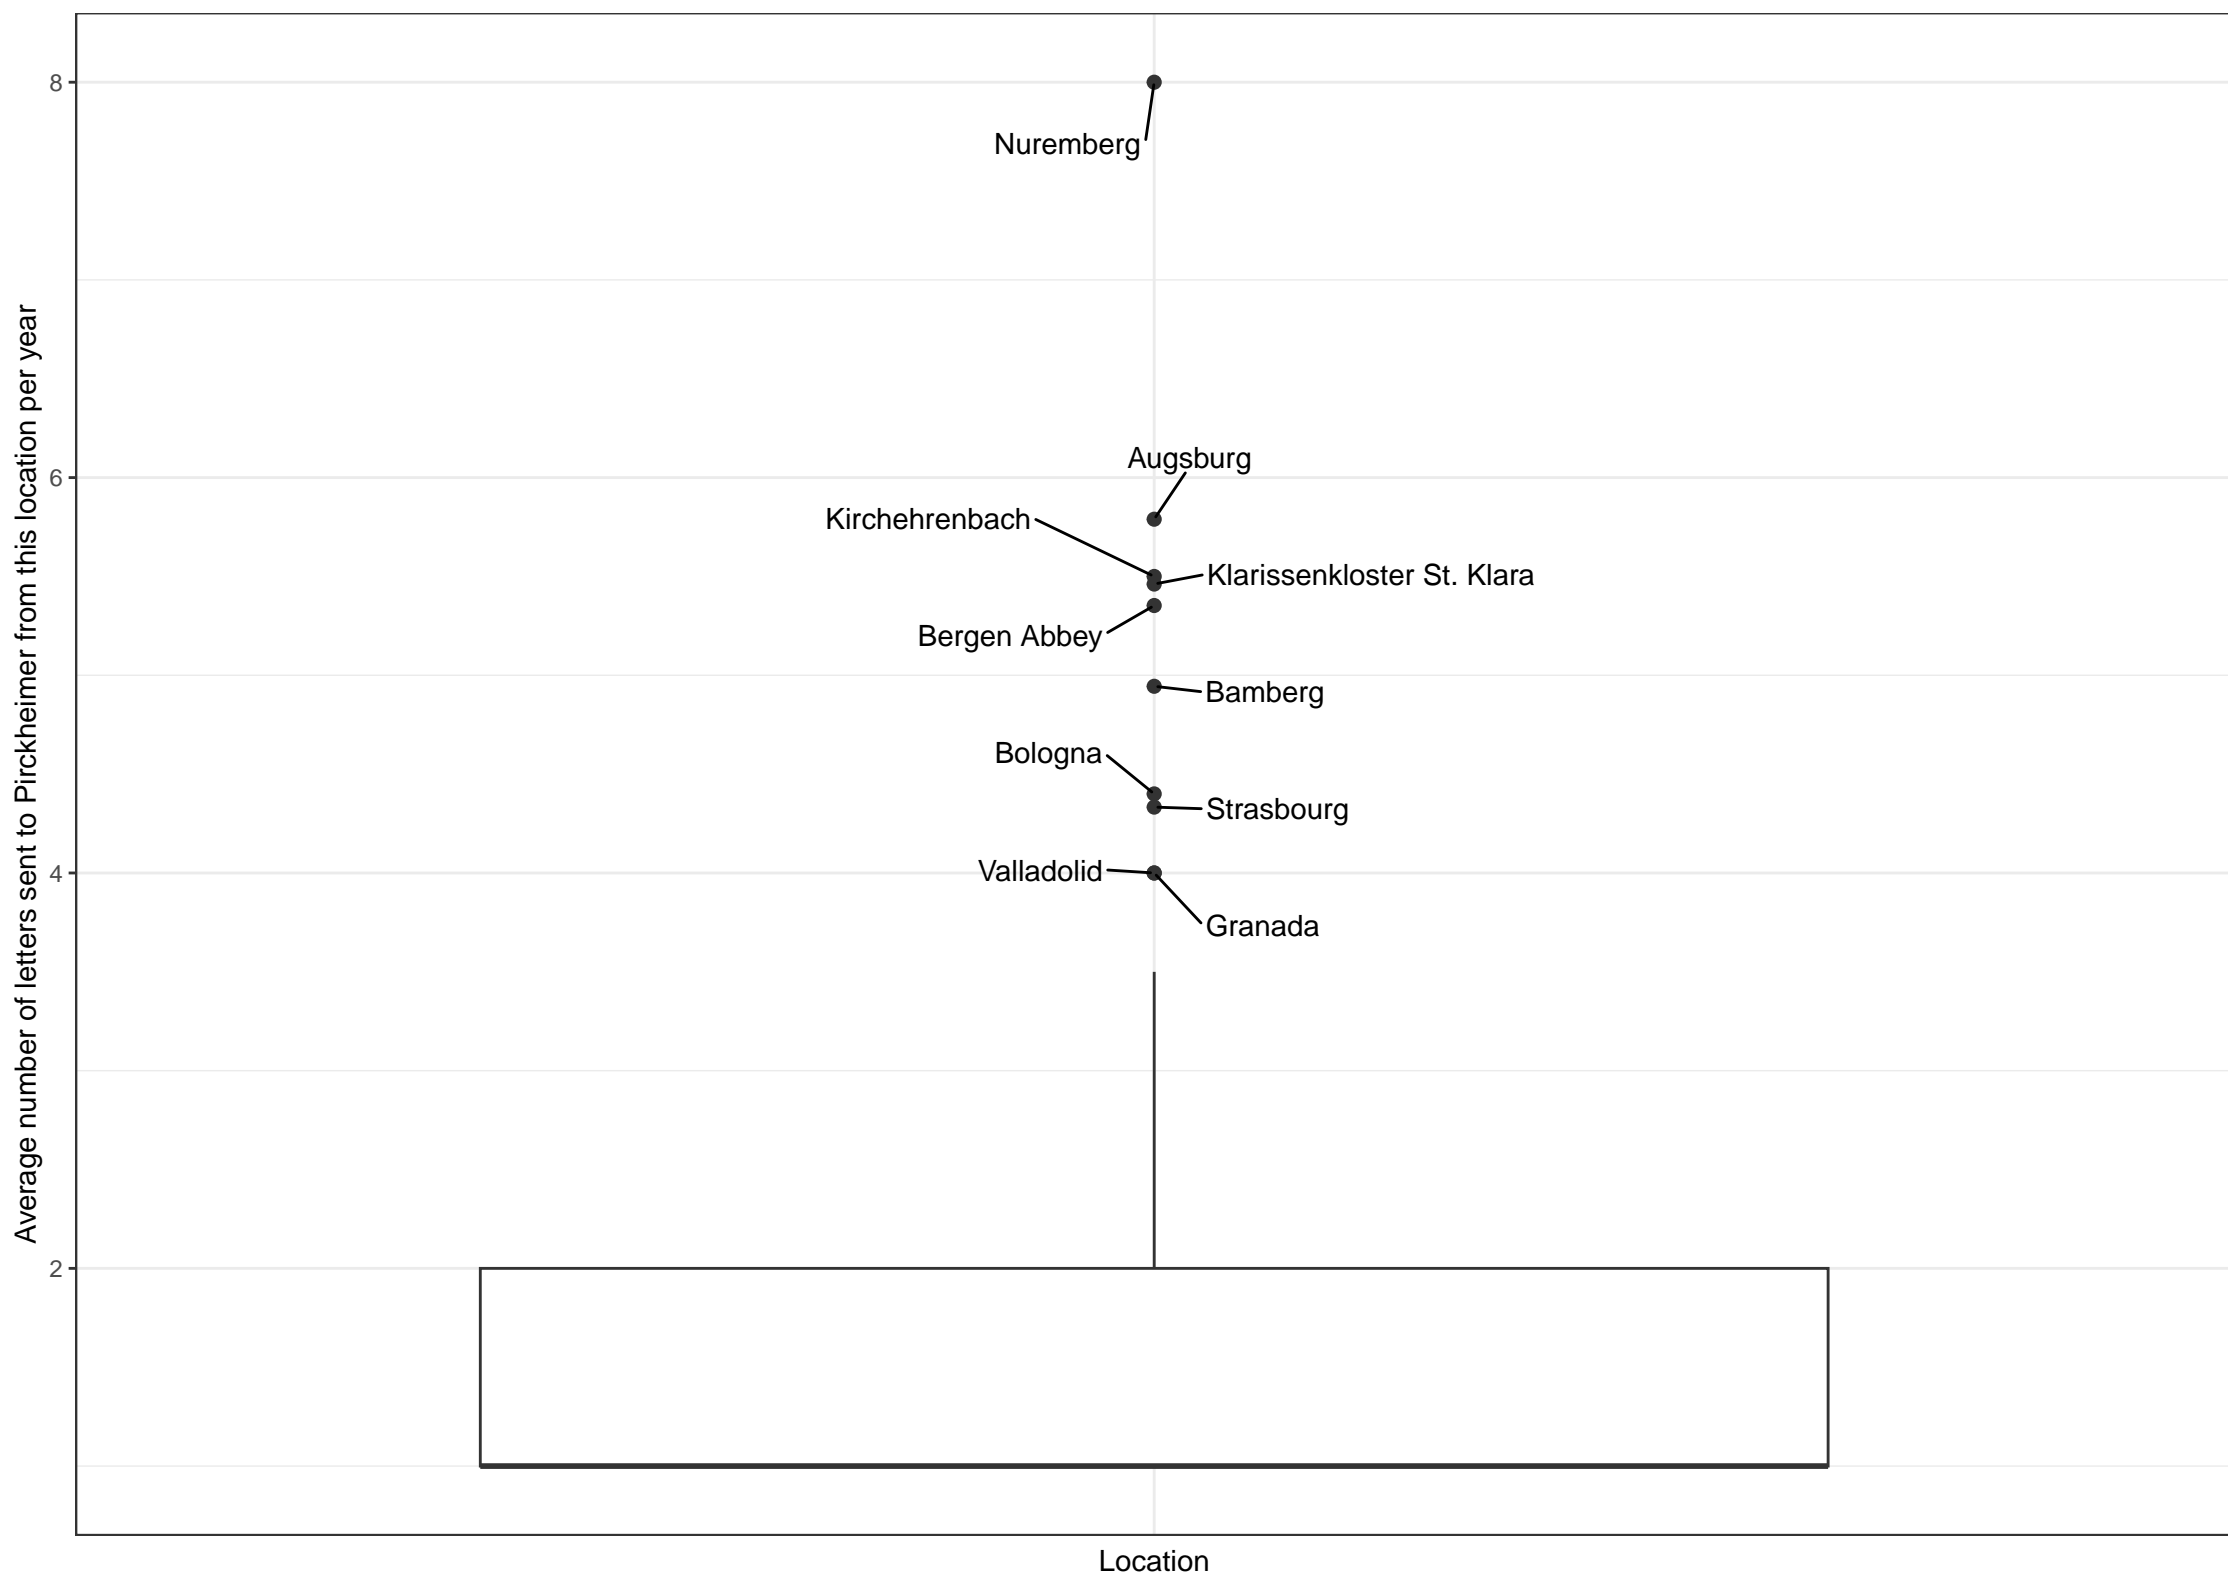 Average number of letters sent to Pirckheimer from this location per year
8
Nuremberg
Augsburg
6
Kirchehrenbach
Klarissenkloster St. Klara
Bergen Abbey
Bamberg
Bologna
Strasbourg
4
Valladolid
Granada
2
Location